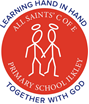 LEARNING HAND IN HAND
ALL SAINTS' C OF E
PRIMARY SCHOOL ILKLEY
TOGETHER WITH GOD